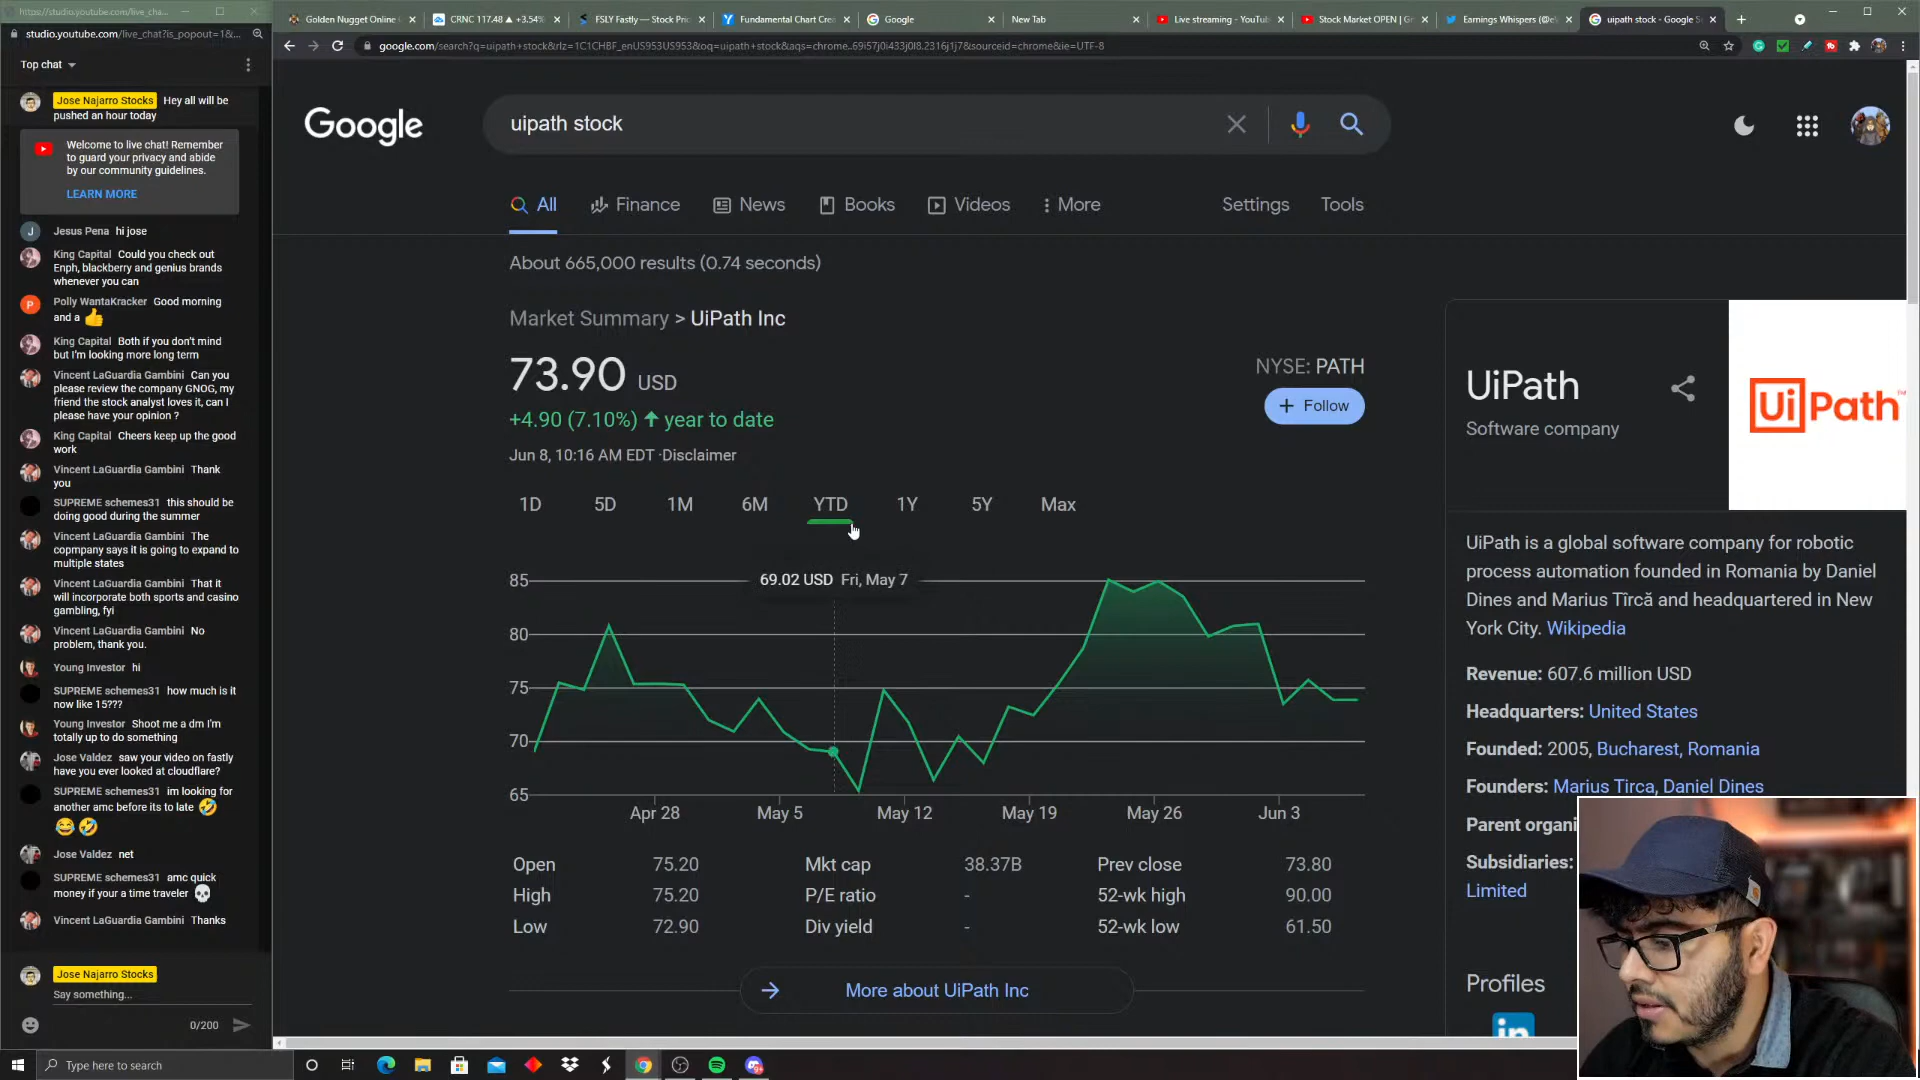 https://studio.youtube.com/live_cha...
studio.youtube.com/live_chat?is_popout=1&...
Top chat
Jose Najarro Stocks Hey all will be
pushed an hour today
Welcome to live chat! Remember
to guard your privacy and abide
by our community guidelines.
LEARN MORE
Jesus Pena hi jose
King Capital Could you check out
Enph, blackberry and genius brands
whenever you can
Polly WantaKracker Good morning
and a 👍
King Capital Both if you don't mind
but I'm looking more long term
Vincent LaGuardia Gambini Can you
please review the company GNOG, my
friend the stock analyst loves it, can I
please have your opinion ?
King Capital Cheers keep up the good
work
Vincent LaGuardia Gambini Thank
you
SUPREME schemes31 this should be
doing good during the summer
Vincent LaGuardia Gambini The
copmpany says it is going to expand to
multiple states
Vincent LaGuardia Gambini That it
will incorporate both sports and casino
gambling, fyi
Vincent LaGuardia Gambini No
problem, thank you.
Young Investor hi
SUPREME schemes31 how much is it
now like 15???
Young Investor Shoot me a dm I'm
totally up to do something
Jose Valdez saw your video on fastly
have you ever looked at cloudflare?
SUPREME schemes31 im looking for
another amc before its to late 🤣
😂 🤣
Jose Valdez net
SUPREME schemes31 amc quick
money if your a time traveler 💀
Vincent LaGuardia Gambini Thanks
Jose Najarro Stocks
Say something...
0/200
Golden Nugget Online
CRNC 117.48 ▲ +3.54%
FSLY Fastly — Stock Pric
Fundamental Chart Cre
Google
New Tab
Live streaming - YouTub
Stock Market OPEN | Gr
Earnings Whispers (@e
uipath stock - Google S
google.com/search?q=uipath+stock&rlz=1C1CHBF_enUS953US953&oq=uipath+stock&aqs=chrome..69i57j0i433j0l8.2316j1j7&sourceid=chrome&ie=UTF-8
Google
uipath stock
All Finance News Books Videos More Settings Tools
About 665,000 results (0.74 seconds)
Market Summary > UiPath Inc
73.90 USD
NYSE: PATH
+4.90 (7.10%) ↑ year to date
+ Follow
Jun 8, 10:16 AM EDT ·Disclaimer
1D 5D 1M 6M YTD 1Y 5Y Max
69.02 USD Fri, May 7
85
80
75
70
65
Apr 28 May 5 May 12 May 19 May 26 Jun 3
Open 75.20 Mkt cap 38.37B Prev close 73.80
High 75.20 P/E ratio - 52-wk high 90.00
Low 72.90 Div yield - 52-wk low 61.50
More about UiPath Inc
UiPath
Software company
UiPath
UiPath is a global software company for robotic
process automation founded in Romania by Daniel
Dines and Marius Tîrcă and headquartered in New
York City. Wikipedia
Revenue: 607.6 million USD
Headquarters: United States
Founded: 2005, Bucharest, Romania
Founders: Marius Tirca, Daniel Dines
Parent organi
Subsidiaries:
Limited
Profiles
in
Type here to search